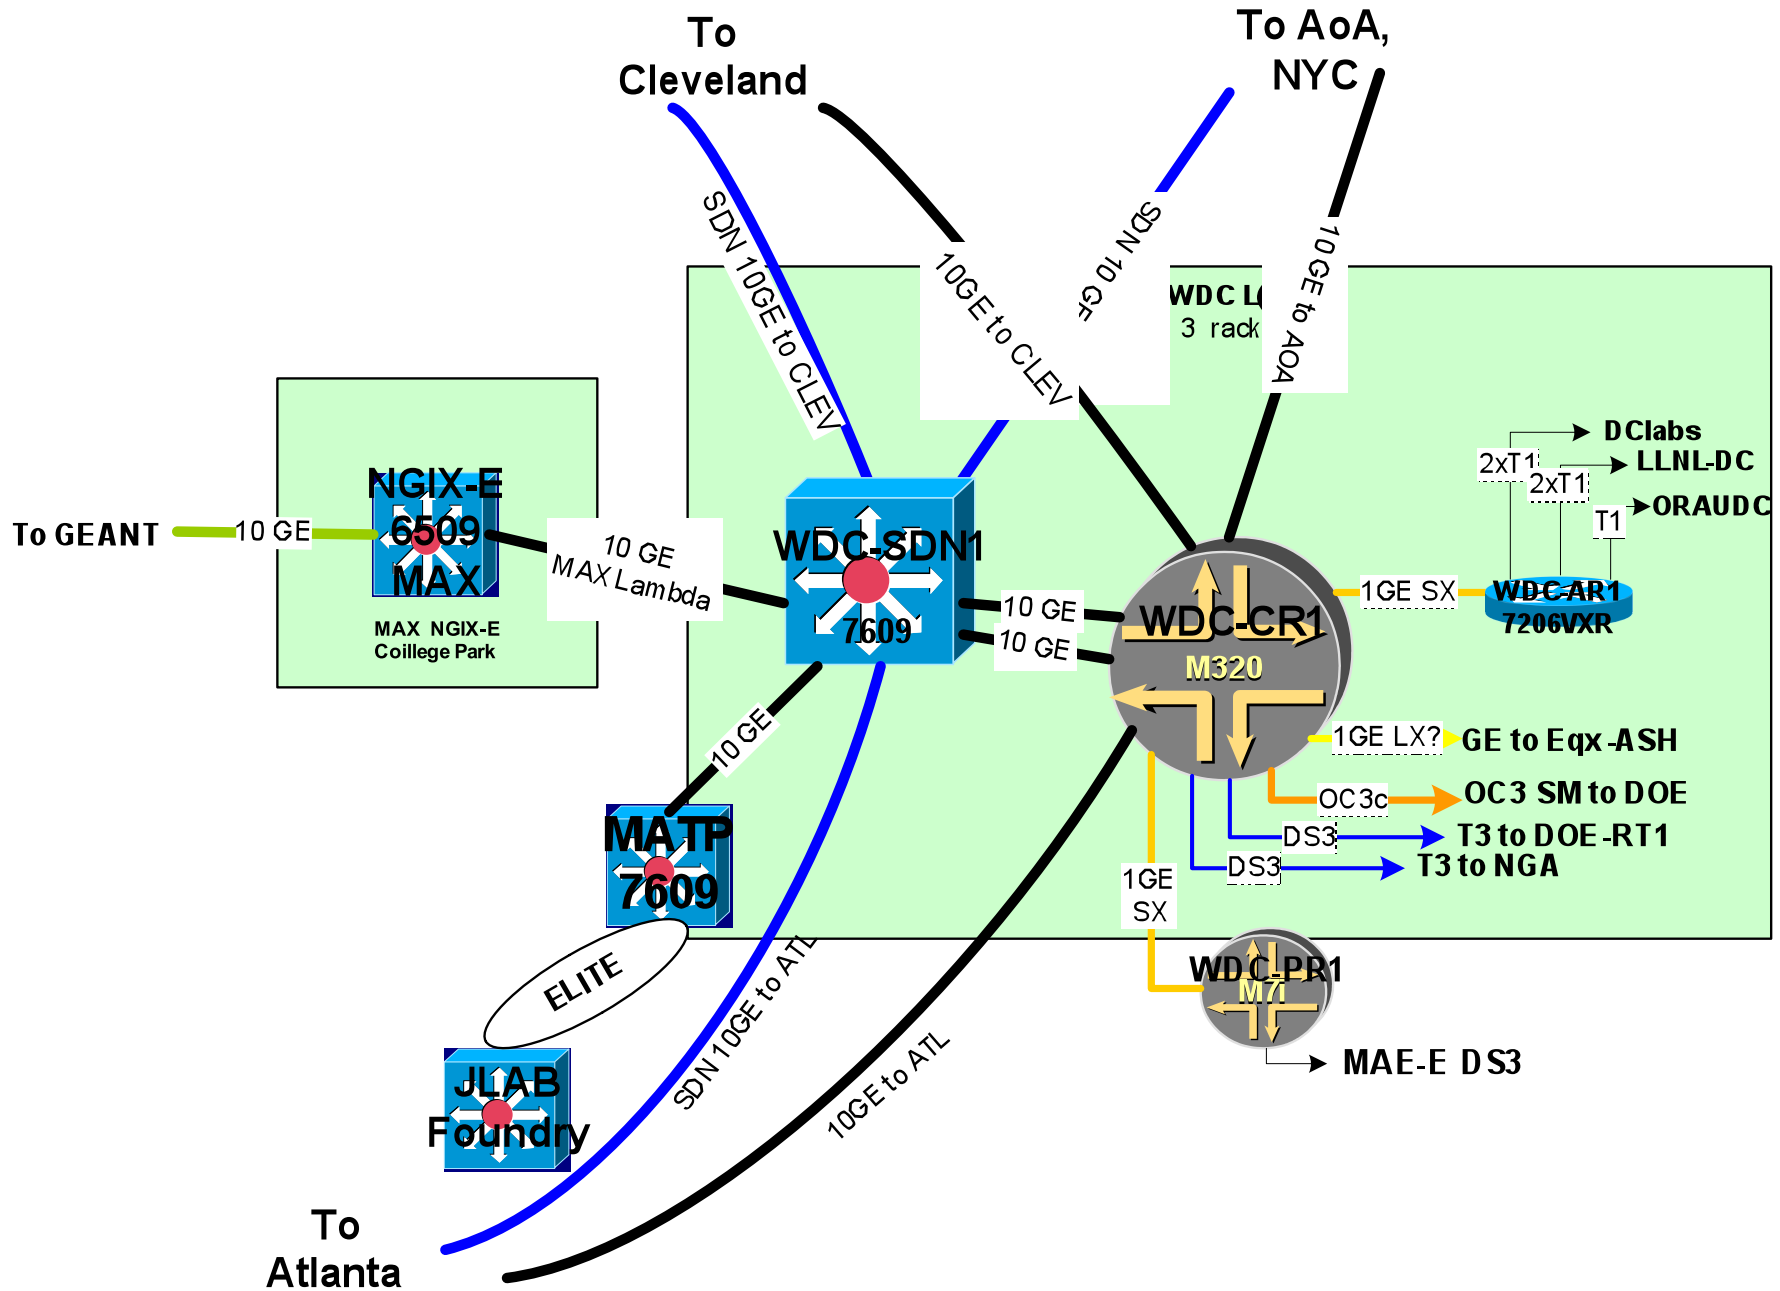 To
Cleveland
To AoA,
NYC
SDN 10GE to CLEV
10GE to CLEV
SDN 10 GE
10GE to AOA
WDC
3 rack
DClabs
2xT1
LLNL-DC
2xT1
ORAUDC
T1
To GEANT
10 GE
NGIX-E
6509
MAX
MAX NGIX-E
Coillege Park
10 GE
MAX Lambda
WDC-SDN1
7609
10 GE
10 GE
WDC-CR1
M320
1GE SX
WDC-AR1
7206VXR
1GE LX?
GE to Eqx-ASH
OC3c
OC3 SM to DOE
DS3
T3 to DOE-RT1
DS3
T3 to NGA
10 GE
MATP
7609
1GE
SX
WDC-PR1
M7i
MAE-E DS3
ELITE
JLAB
Foundry
SDN 10GE to ATL
10GE to ATL
To
Atlanta